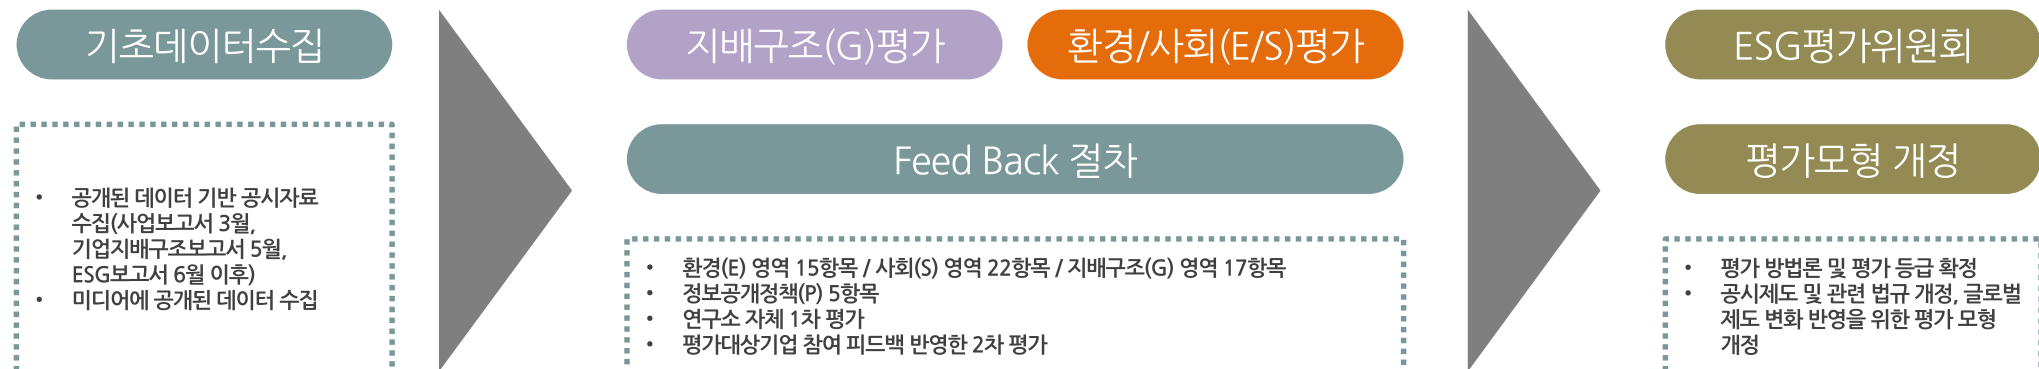 기초데이터수집
• 공개된 데이터 기반 공시자료
수집(사업보고서 3월,
기업지배구조보고서 5월,
ESG보고서 6월 이후)
• 미디어에 공개된 데이터 수집
지배구조(G)평가
환경/사회(E/S)평가
Feed Back 절차
• 환경(E) 영역 15항목 / 사회(S) 영역 22항목 / 지배구조(G) 영역 17항목
• 정보공개정책(P) 5항목
• 연구소 자체 1차 평가
• 평가대상기업 참여 피드백 반영한 2차 평가
ESG평가위원회
평가모형 개정
• 평가 방법론 및 평가 등급 확정
• 공시제도 및 관련 법규 개정, 글로벌
제도 변화 반영을 위한 평가 모형
개정